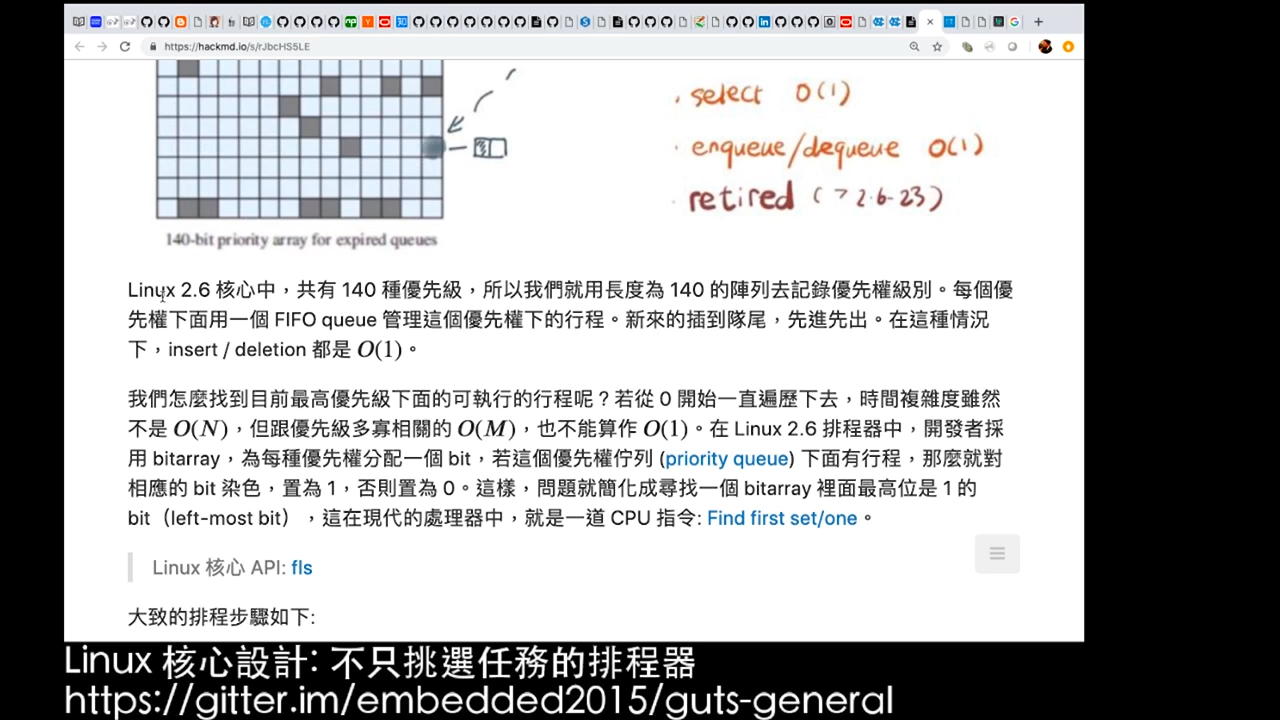 https://hackmd.io/s/rJbcHS5LE
. select O(1)
. enqueue/dequeue O(1)
. retired (>2.6.23)
140-bit priority array for expired queues
Linux 2.6 核心中，共有 140 種優先級，所以我們就用長度為 140 的陣列去記錄優先權級別。每個優
先權下面用一個 FIFO queue 管理這個優先權下的行程。新來的插到隊尾，先進先出。在這種情況
下，insert / deletion 都是 O(1)。
我們怎麼找到目前最高優先級下面的可執行的行程呢？若從 0 開始一直遍歷下去，時間複雜度雖然
不是 O(N)，但跟優先級多寡相關的 O(M)，也不能算作 O(1)。在 Linux 2.6 排程器中，開發者採
用 bitarray，為每種優先權分配一個 bit，若這個優先權佇列 (priority queue) 下面有行程，那麼就對
相應的 bit 染色，置為 1，否則置為 0。這樣，問題就簡化成尋找一個 bitarray 裡面最高位是 1 的
bit（left-most bit），這在現代的處理器中，就是一道 CPU 指令: Find first set/one。
Linux 核心 API: fls
大致的排程步驟如下:
Linux 核心設計: 不只挑選任務的排程器
https://gitter.im/embedded2015/guts-general